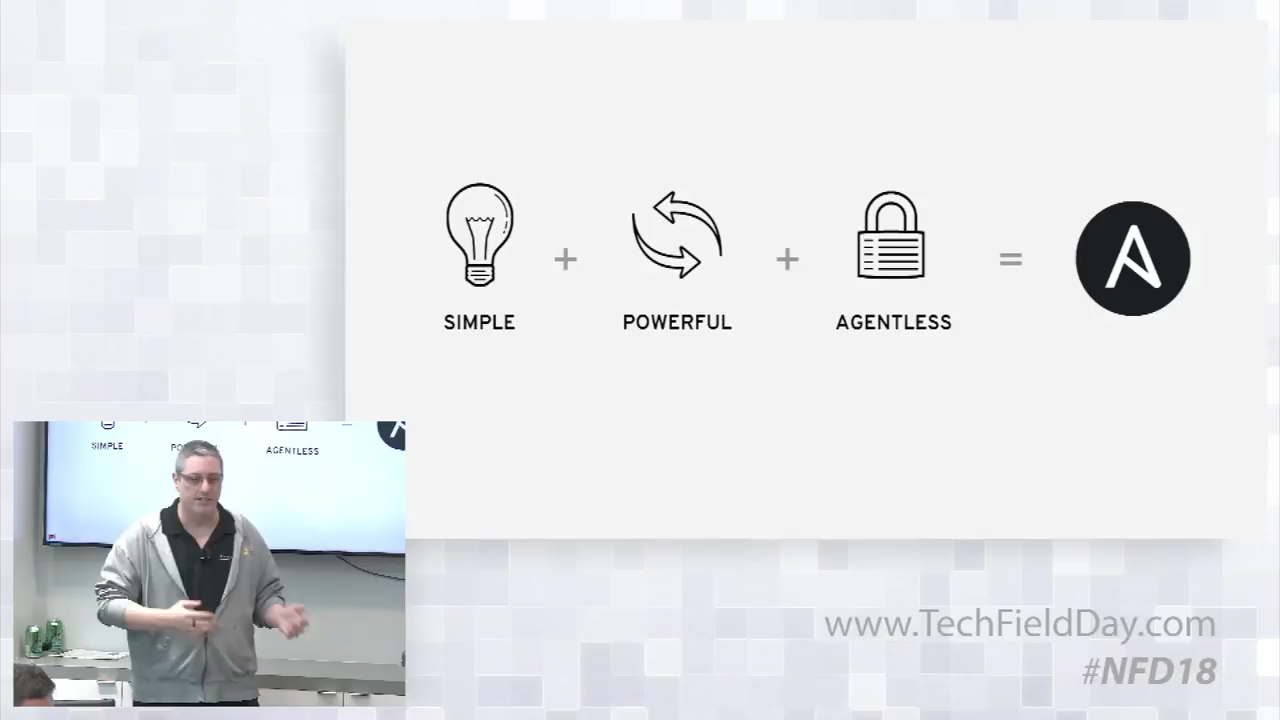 SIMPLE + POWERFUL + AGENTLESS =
SIMPLE
AGENTLESS
www.TechFieldDay.com
#NFD18